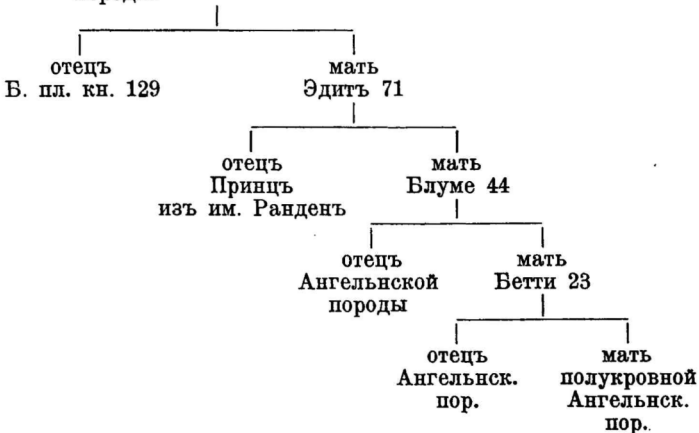 отецъ мать
Б. пл. кн. 129 Эдитъ 71
отецъ мать
Принцъ Блуме 44
изъ им. Ранденъ
отецъ мать
Ангельнской Бетти 23
породы
отецъ мать
Ангельнск. полукровной
пор. Ангельнск.
пор.